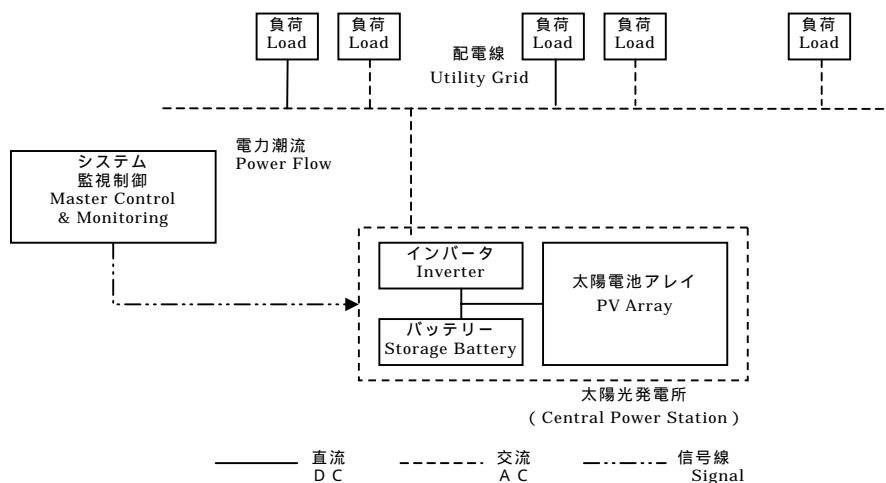 負荷
Load
負荷
Load
負荷
Load
負荷
Load
負荷
Load
配電線
Utility Grid
電力潮流
Power Flow
システム
監視制御
Master Control
& Monitoring
インバータ
Inverter
太陽電池アレイ
PV Array
バッテリー
Storage Battery
太陽光発電所
( Central Power Station )
直流
DC
交流
AC
信号線
Signal